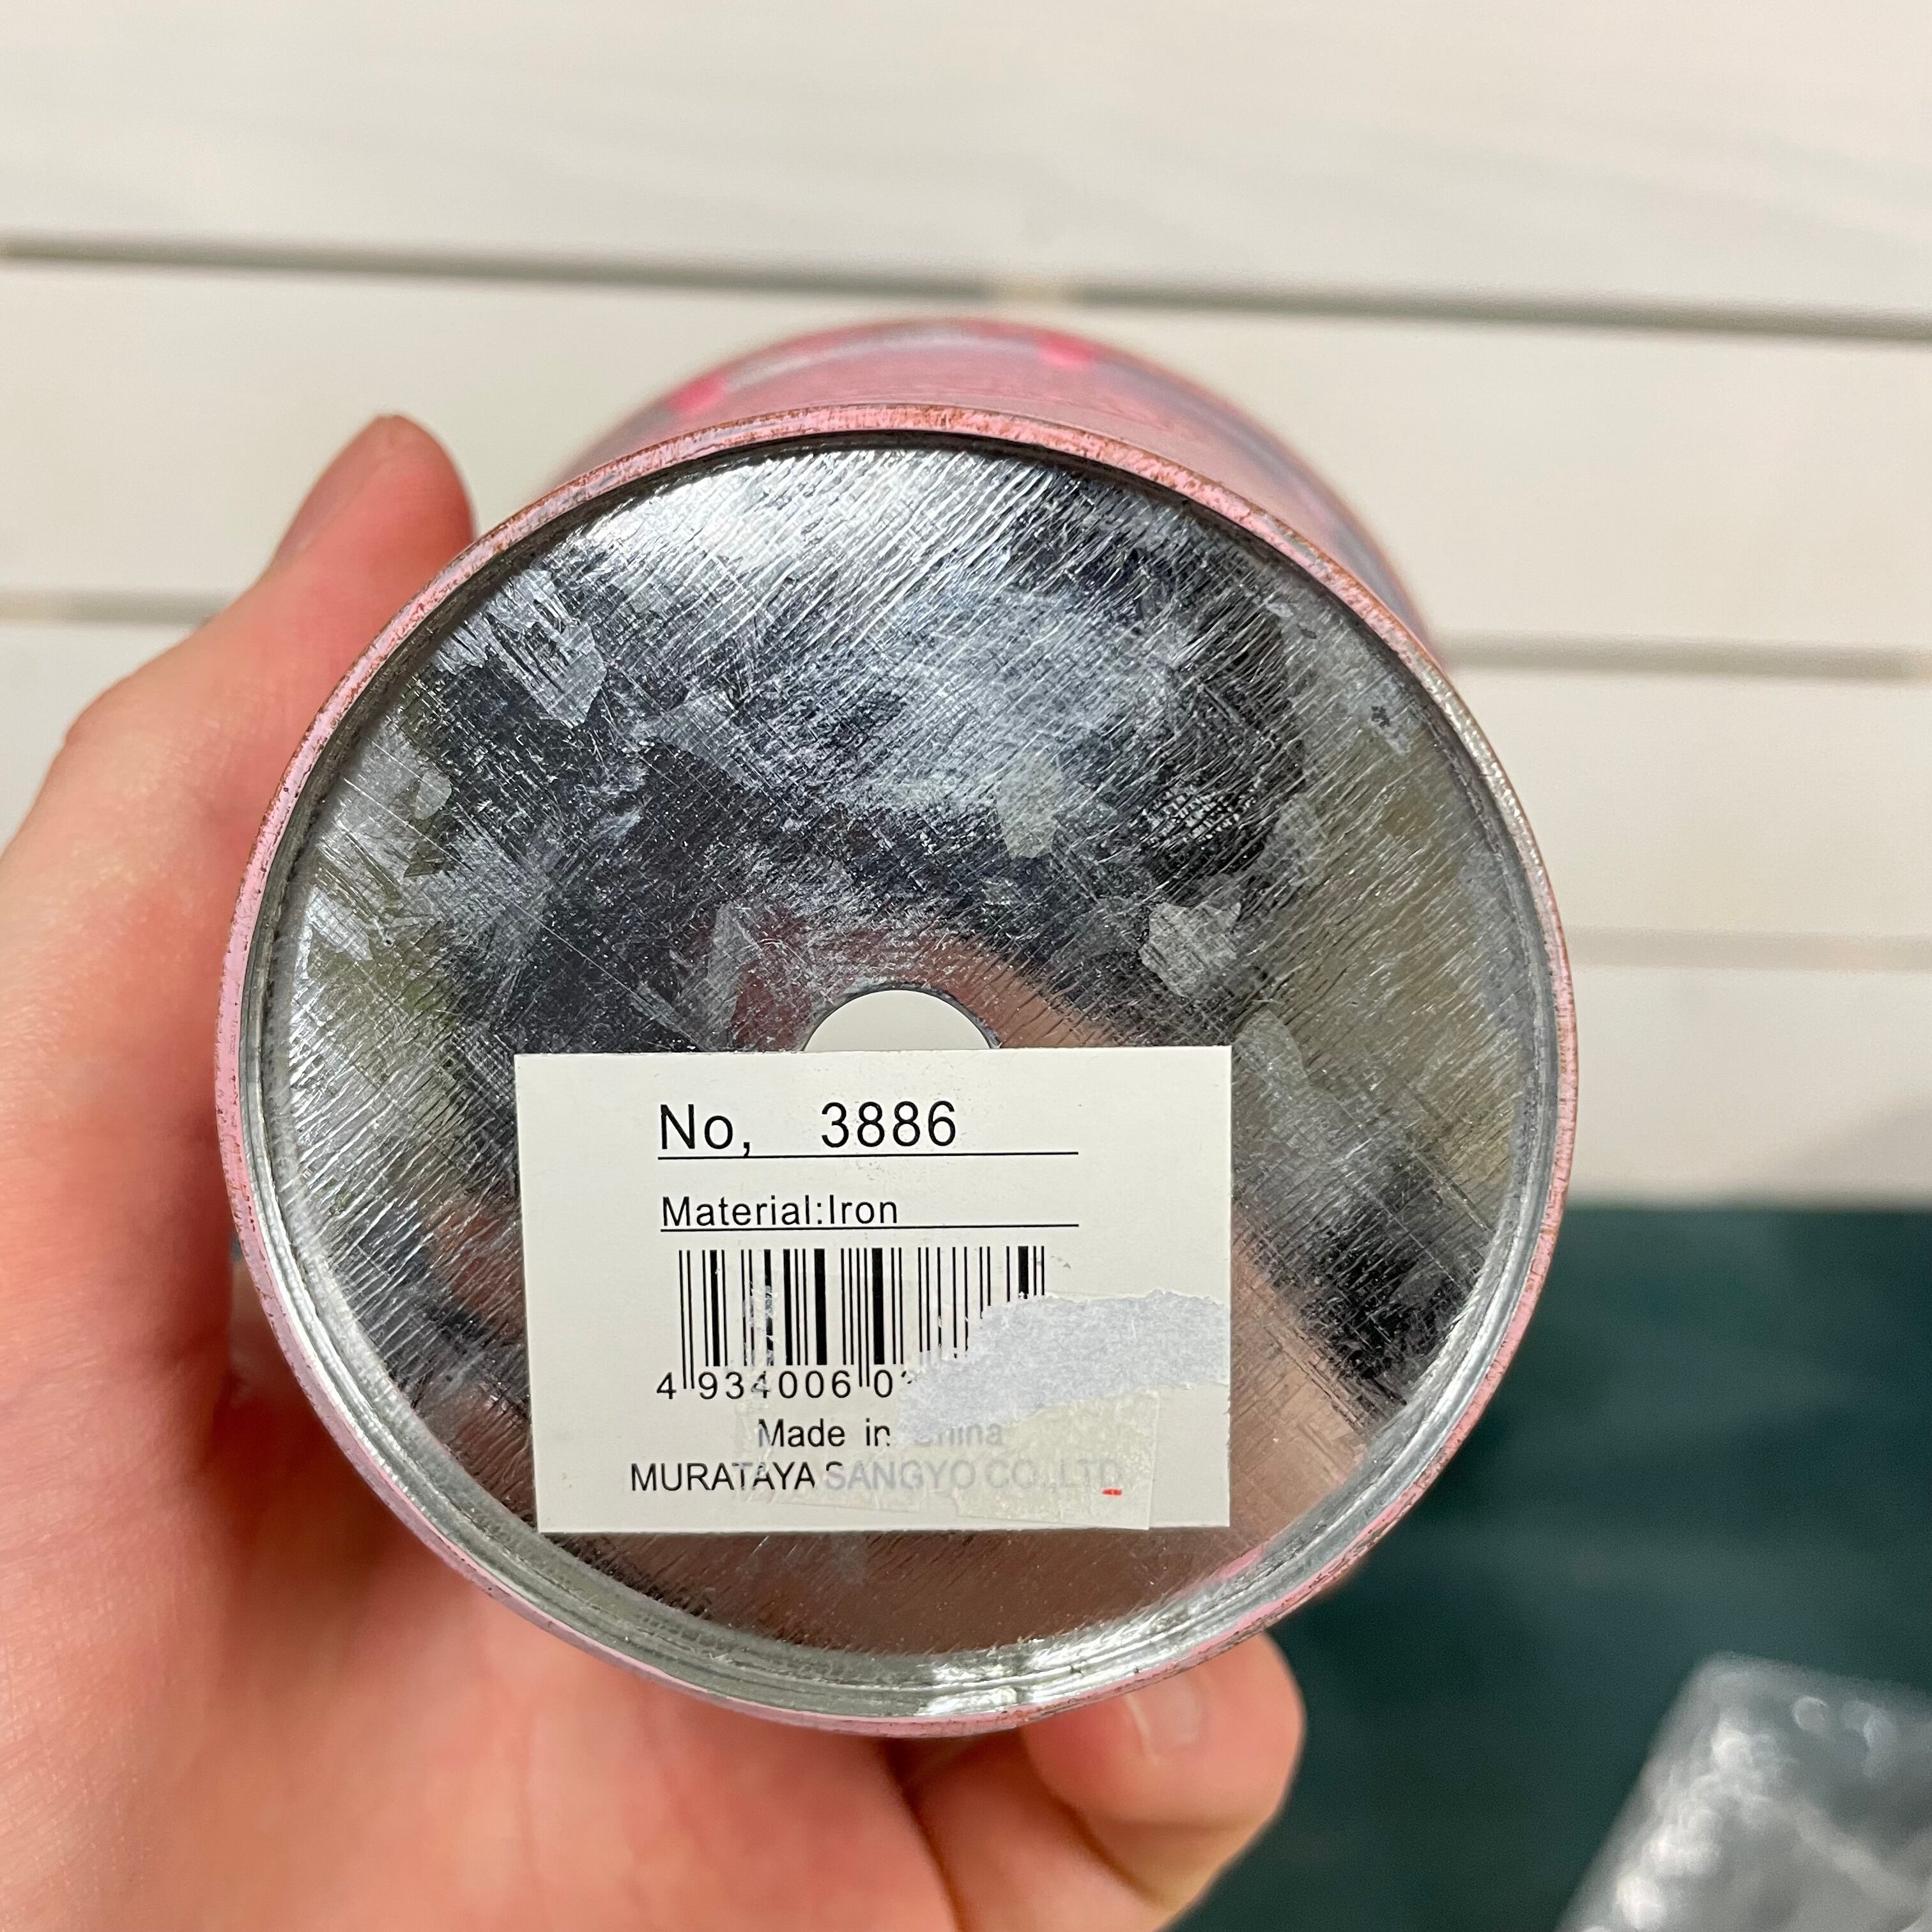 No, 3886
Material:Iron
4 934006 0
Made in China
MURATAYA SANGYO CO.,LTD